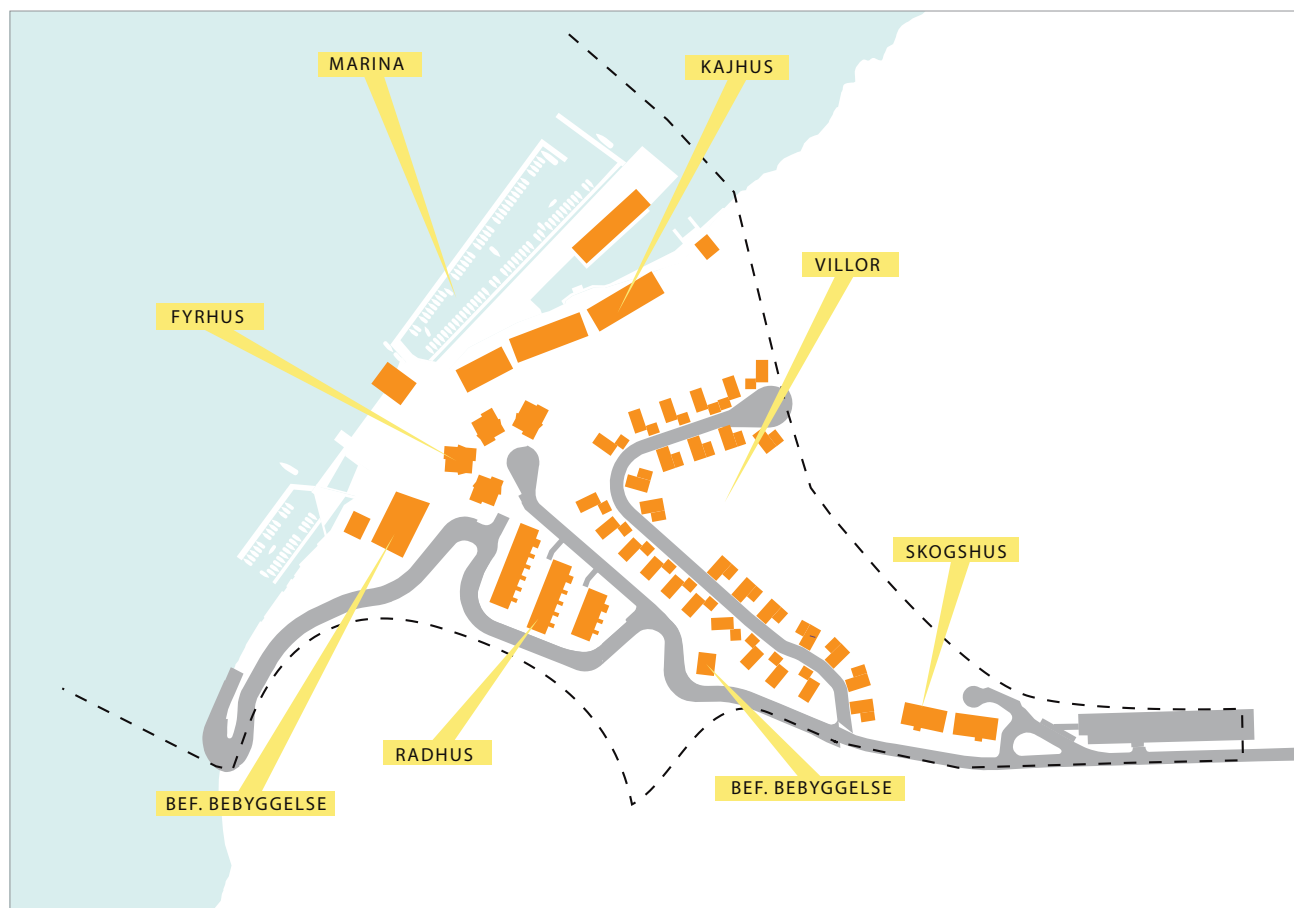 MARINA
KAJHUS
VILLOR
FYRHUS
SKOGSHUS
RADHUS
BEF. BEBYGGELSE
BEF. BEBYGGELSE